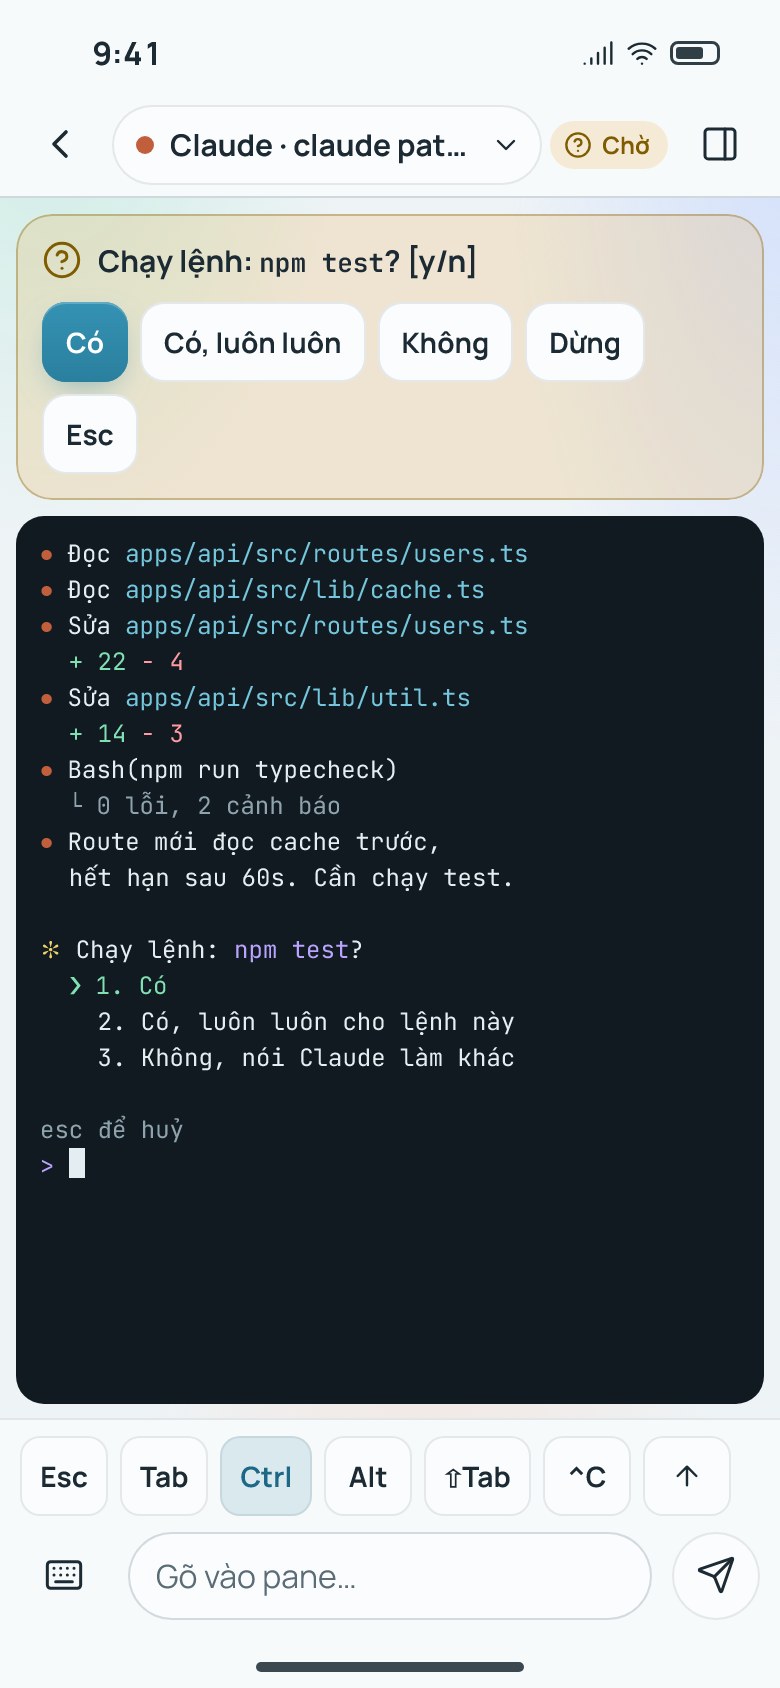 9:41
Claude · claude pat...
Chờ
Chạy lệnh: npm test? [y/n]
Có
Có, luôn luôn
Không
Dừng
Esc
● Đọc apps/api/src/routes/users.ts
● Đọc apps/api/src/lib/cache.ts
● Sửa apps/api/src/routes/users.ts
+ 22 - 4
● Sửa apps/api/src/lib/util.ts
+ 14 - 3
● Bash(npm run typecheck)
└ 0 lỗi, 2 cảnh báo
● Route mới đọc cache trước,
hết hạn sau 60s. Cần chạy test.
✻ Chạy lệnh: npm test?
❯ 1. Có
2. Có, luôn luôn cho lệnh này
3. Không, nói Claude làm khác
esc để huỷ
>
Esc
Tab
Ctrl
Alt
⇧Tab
^C
↑
Gõ vào pane...